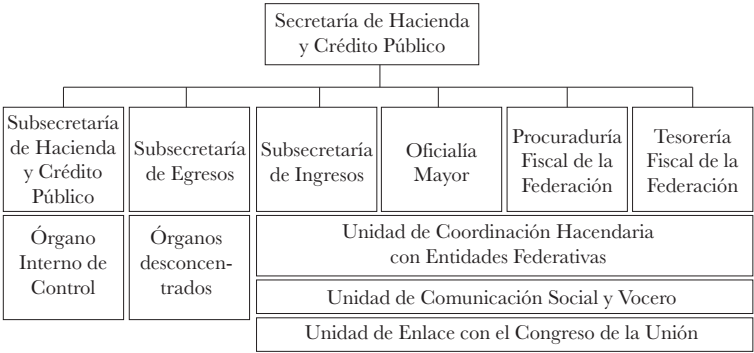 Secretaría de Hacienda
y Crédito Público
Subsecretaría
de Hacienda
y Crédito
Público
Subsecretaría
de Egresos
Subsecretaría
de Ingresos
Oficialía
Mayor
Procuraduría
Fiscal de la
Federación
Tesorería
Fiscal de la
Federación
Órgano
Interno de
Control
Órganos
desconcen-
trados
Unidad de Coordinación Hacendaria
con Entidades Federativas
Unidad de Comunicación Social y Vocero
Unidad de Enlace con el Congreso de la Unión